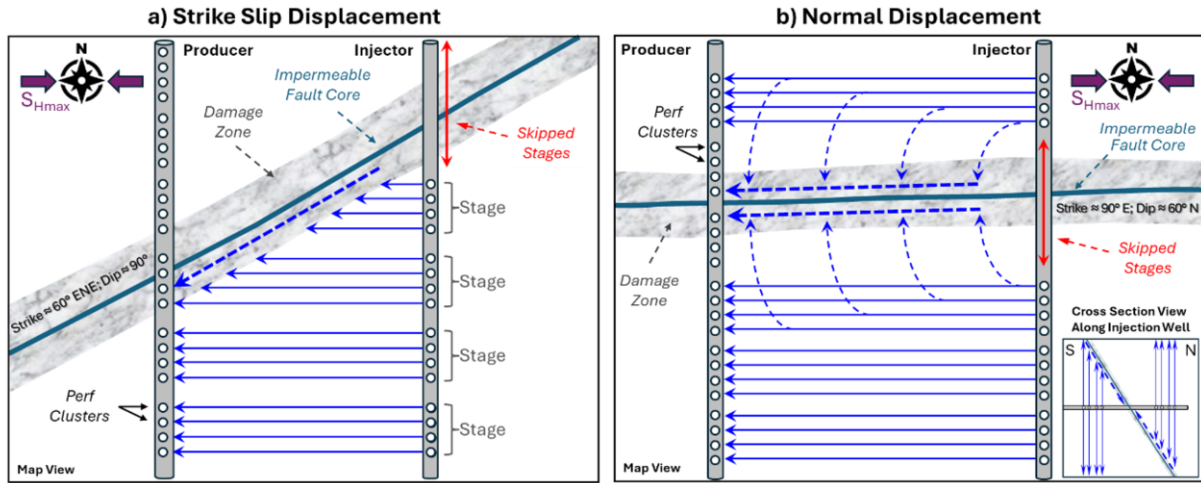 a) Strike Slip Displacement
N
S_Hmax
Producer
Injector
Impermeable
Fault Core
Damage
Zone
Skipped
Stages
Stage
Stage
Strike ≈ 60° ENE; Dip ≈ 90°
Stage
Perf
Clusters
Stage
Map View
b) Normal Displacement
Producer
Injector
N
S_Hmax
Perf
Clusters
Impermeable
Fault Core
Strike ≈ 90° E; Dip ≈ 60° N
Damage
Zone
Skipped
Stages
Cross Section View
Along Injection Well
S
N
Map View